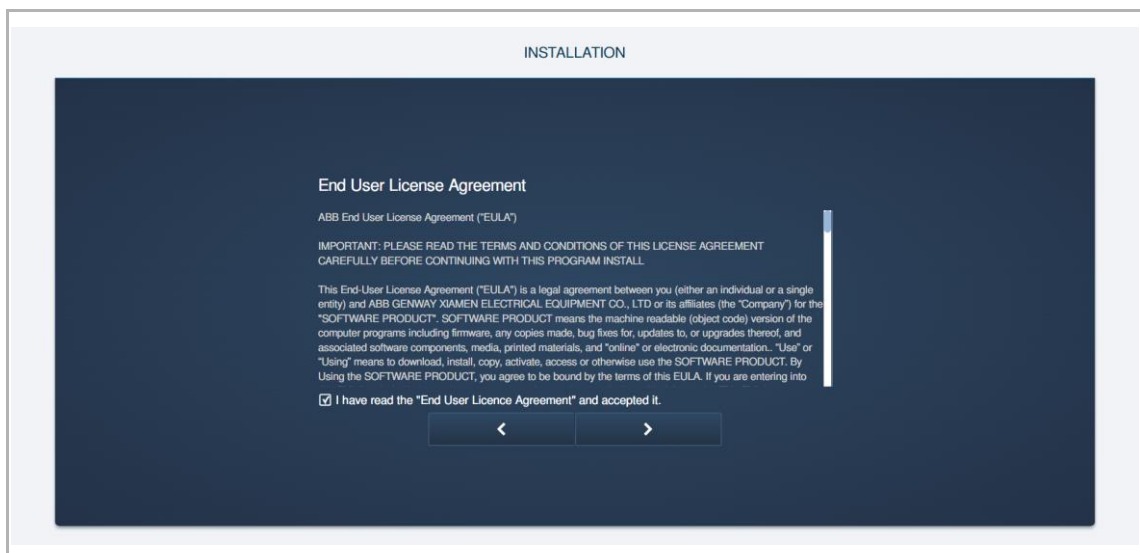 INSTALLATION
End User License Agreement
ABB End User License Agreement ("EULA")
IMPORTANT: PLEASE READ THE TERMS AND CONDITIONS OF THIS LICENSE AGREEMENT
CAREFULLY BEFORE CONTINUING WITH THIS PROGRAM INSTALL
This End-User License Agreement ("EULA") is a legal agreement between you (either an individual or a single
entity) and ABB GENWAY XIAMEN ELECTRICAL EQUIPMENT CO., LTD or its affiliates (the "Company") for the
"SOFTWARE PRODUCT". SOFTWARE PRODUCT means the machine readable (object code) version of the
computer programs including firmware, any copies made, bug fixes for, updates to, or upgrades thereof, and
associated software components, media, printed materials, and "online" or electronic documentation.. "Use" or
"Using" means to download, install, copy, activate, access or otherwise use the SOFTWARE PRODUCT. By
Using the SOFTWARE PRODUCT, you agree to be bound by the terms of this EULA. If you are entering into
I have read the "End User Licence Agreement" and accepted it.